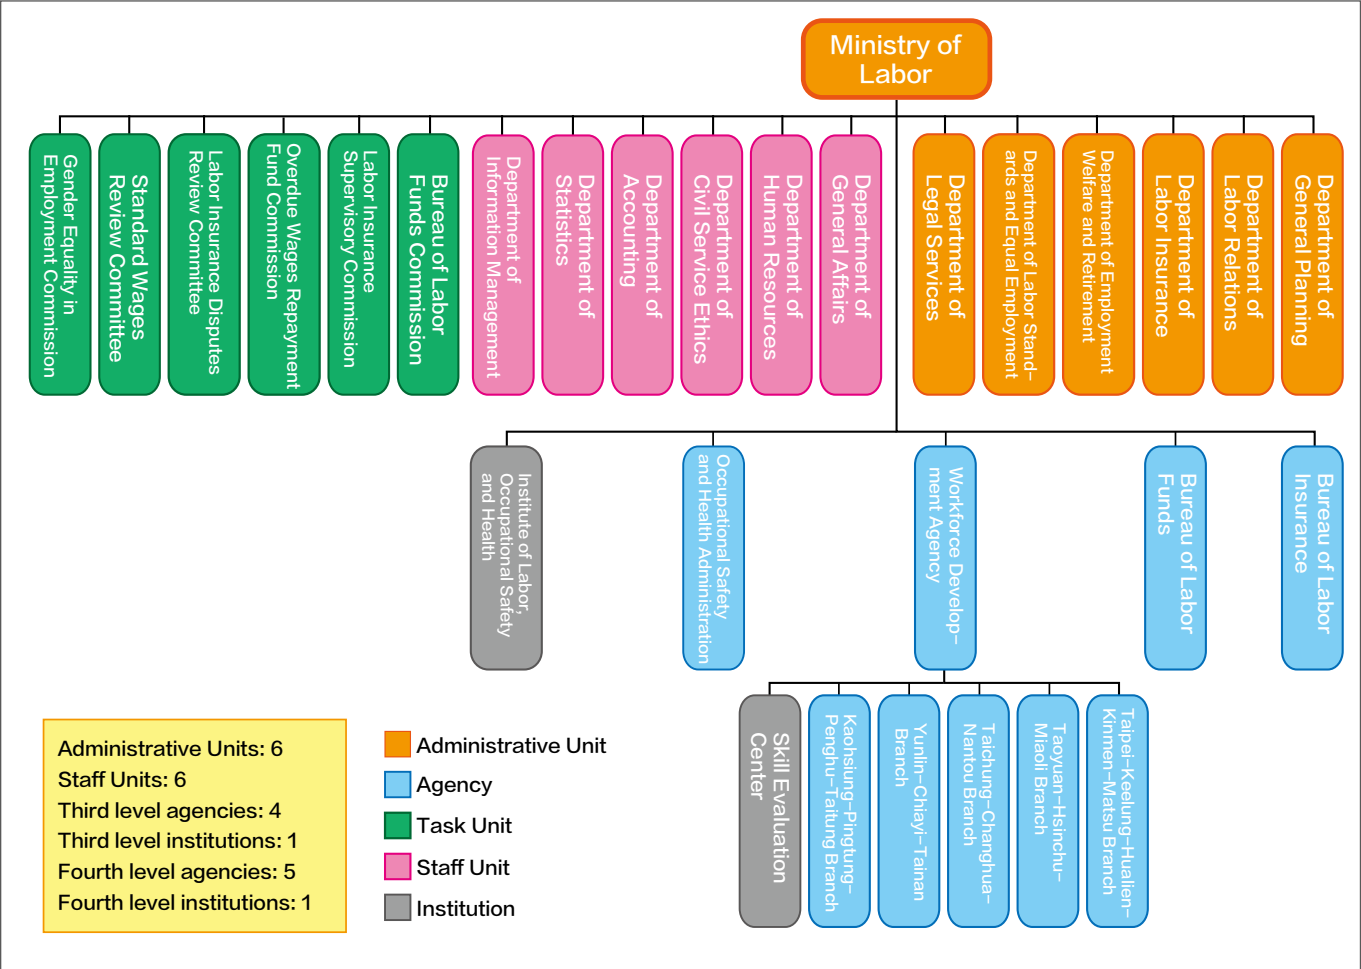 Ministry of
Labor
Gender Equality in
Employment Commission
Standard Wages
Review Committee
Labor Insurance Disputes
Review Committee
Overdue Wages Repayment
Fund Commission
Labor Insurance
Supervisory Commission
Bureau of Labor
Funds Commission
Department of
Information Management
Department of
Statistics
Department of
Accounting
Department of
Civil Service Ethics
Department of
Human Resources
Department of
General Affairs
Department of
Legal Services
Department of Labor Stand–
ards and Equal Employment
Department of Employment
Welfare and Retirement
Department of
Labor Insurance
Department of
Labor Relations
Department of
General Planning
Institute of Labor,
Occupational Safety
and Health
Occupational Safety
and Health Administration
Workforce Develop–
ment Agency
Bureau of Labor
Funds
Bureau of Labor
Insurance
Skill Evaluation
Center
Kaohsiung–Pingtung–
Penghu–Taitung Branch
Yunlin–Chiayi–Tainan
Branch
Taichung–Changhua–
Nantou Branch
Taoyuan–Hsinchu–
Miaoli Branch
Taipei–Keelung–Hualien–
Kinmen–Matsu Branch
Administrative Units: 6
Staff Units: 6
Third level agencies: 4
Third level institutions: 1
Fourth level agencies: 5
Fourth level institutions: 1
Administrative Unit
Agency
Task Unit
Staff Unit
Institution